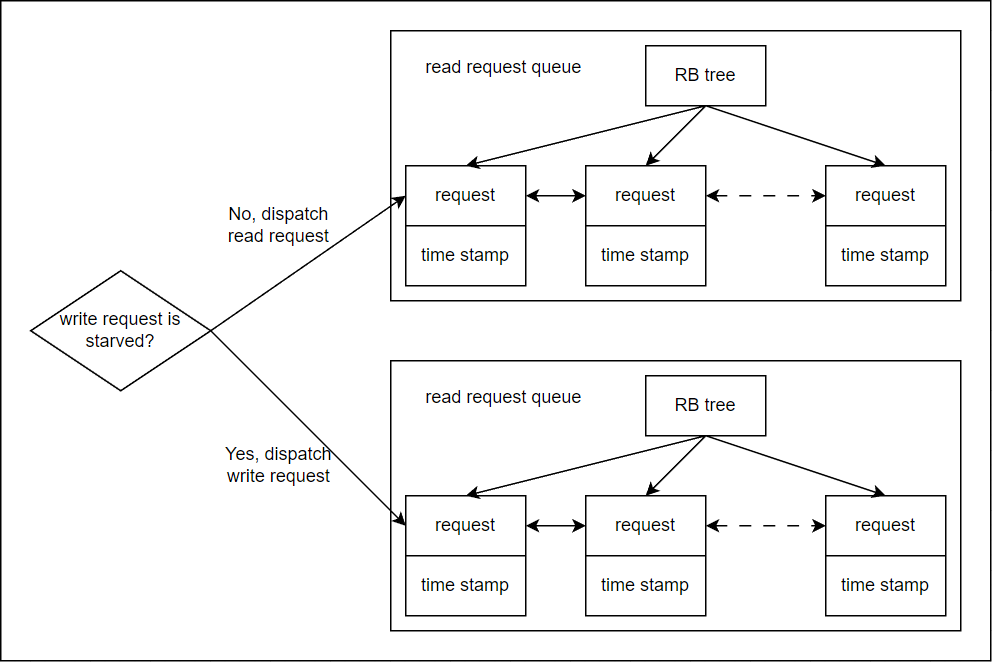 read request queue
RB tree
request
request
request
time stamp
time stamp
time stamp
No, dispatch
read request
write request is
starved?
read request queue
RB tree
Yes, dispatch
write request
request
request
request
time stamp
time stamp
time stamp